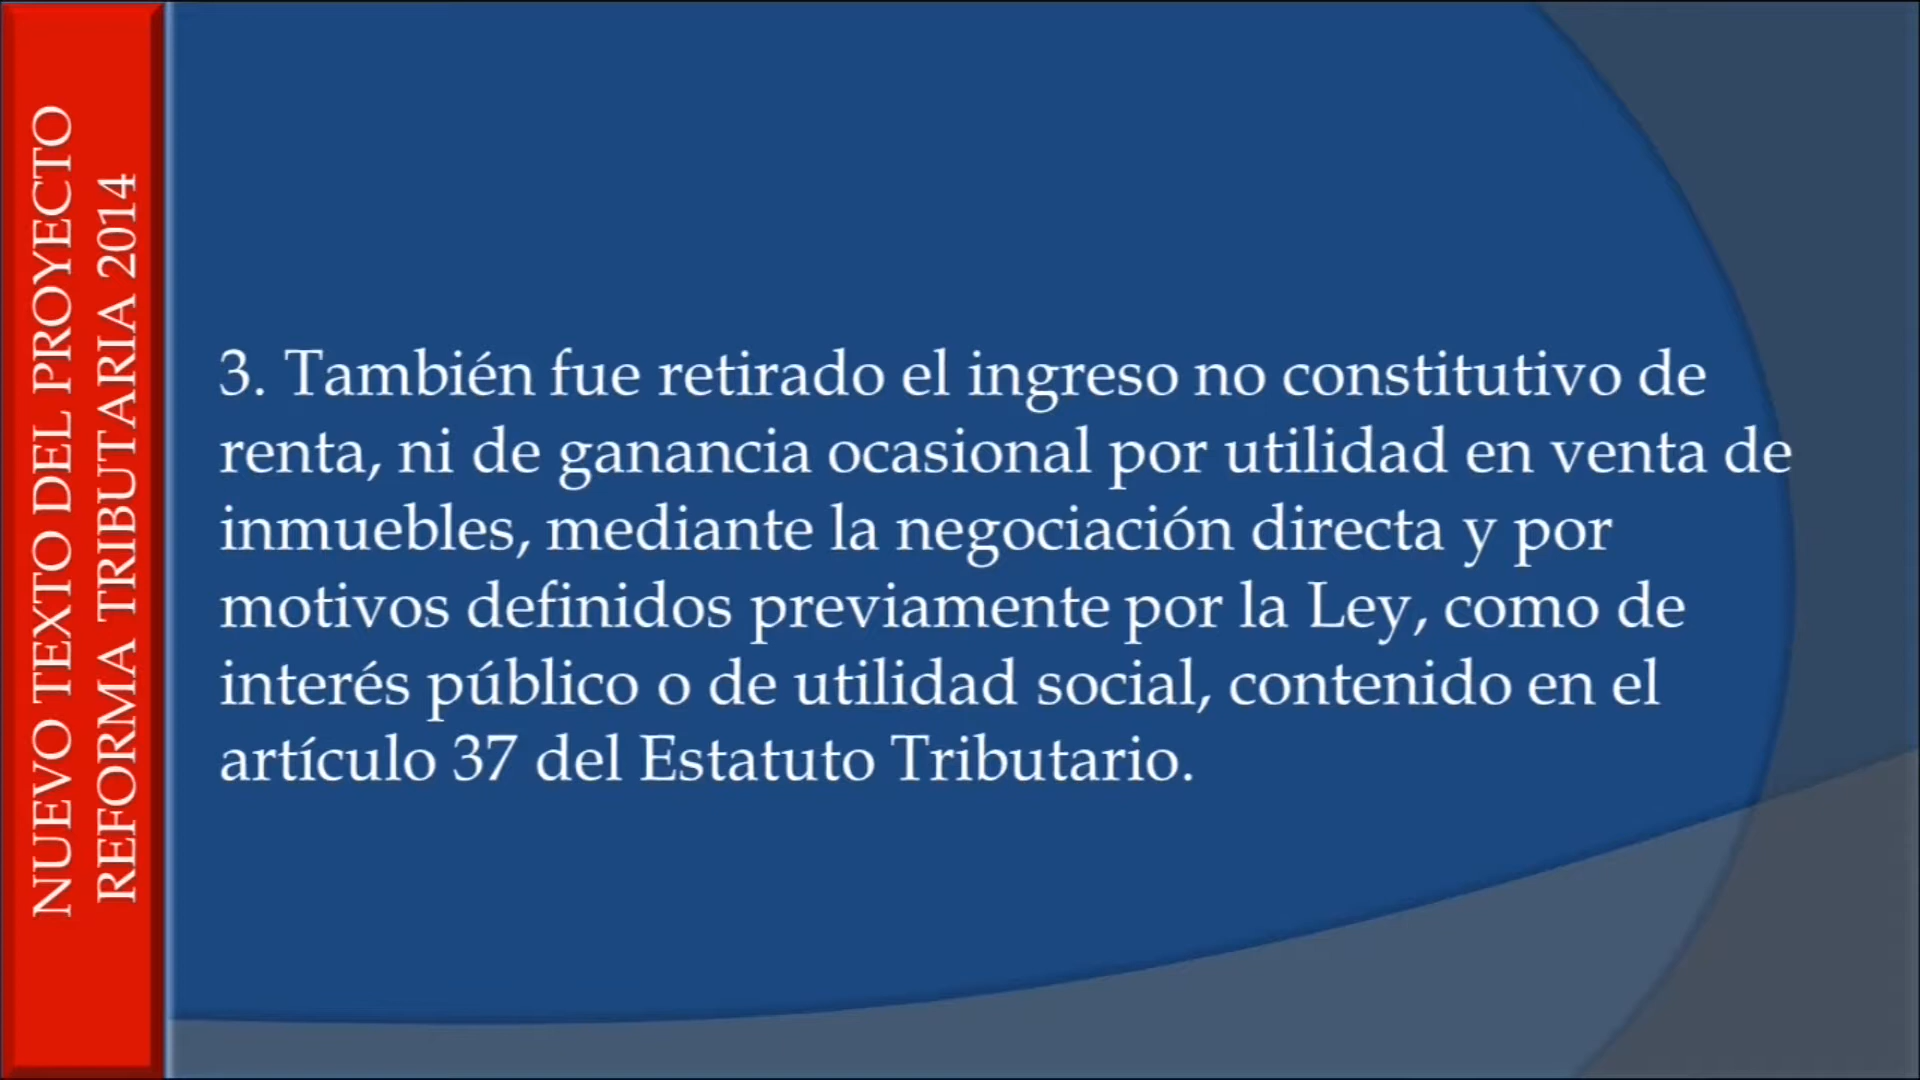 NUEVO TEXTO DEL PROYECTO
REFORMA TRIBUTARIA 2014
3. También fue retirado el ingreso no constitutivo de
renta, ni de ganancia ocasional por utilidad en venta de
inmuebles, mediante la negociación directa y por
motivos definidos previamente por la Ley, como de
interés público o de utilidad social, contenido en el
artículo 37 del Estatuto Tributario.